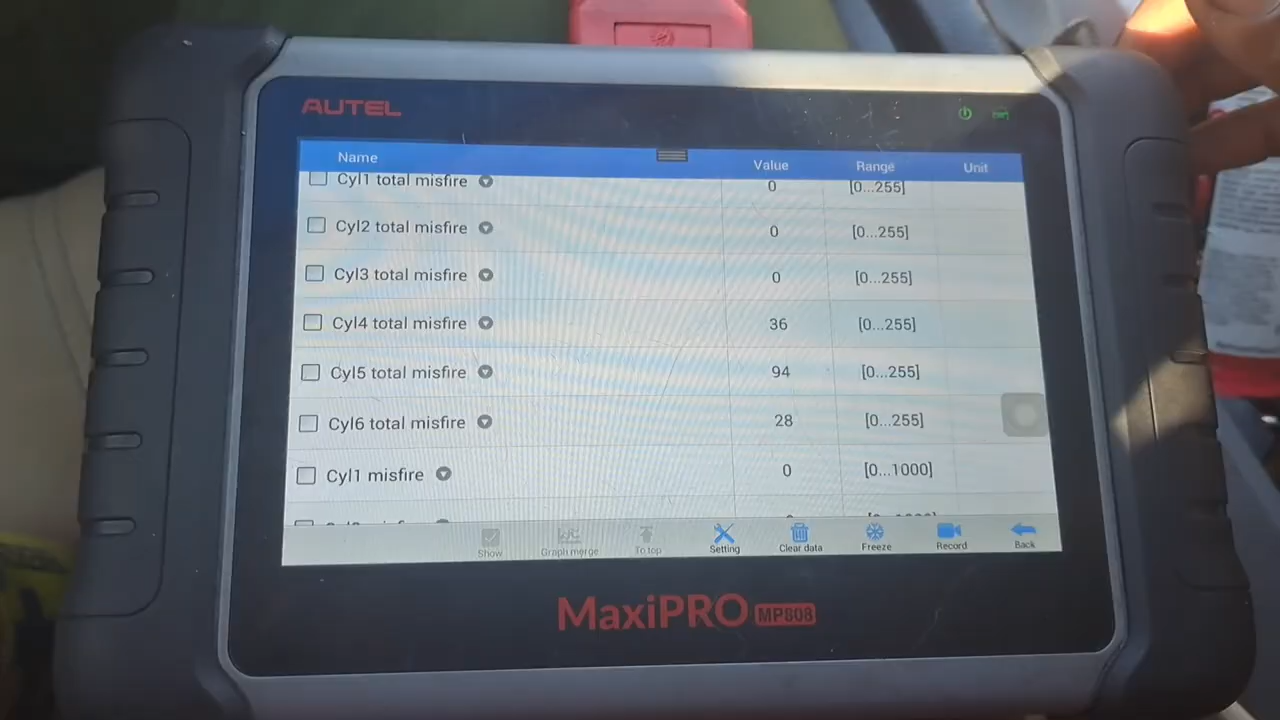 AUTEL
Name Value Range Unit
Cyl1 total misfire 0 [0...255]
Cyl2 total misfire 0 [0...255]
Cyl3 total misfire 0 [0...255]
Cyl4 total misfire 36 [0...255]
Cyl5 total misfire 94 [0...255]
Cyl6 total misfire 28 [0...255]
Cyl1 misfire 0 [0...1000]
Show Graph merge To top Setting Clear data Freeze Record Back
MaxiPRO MP808